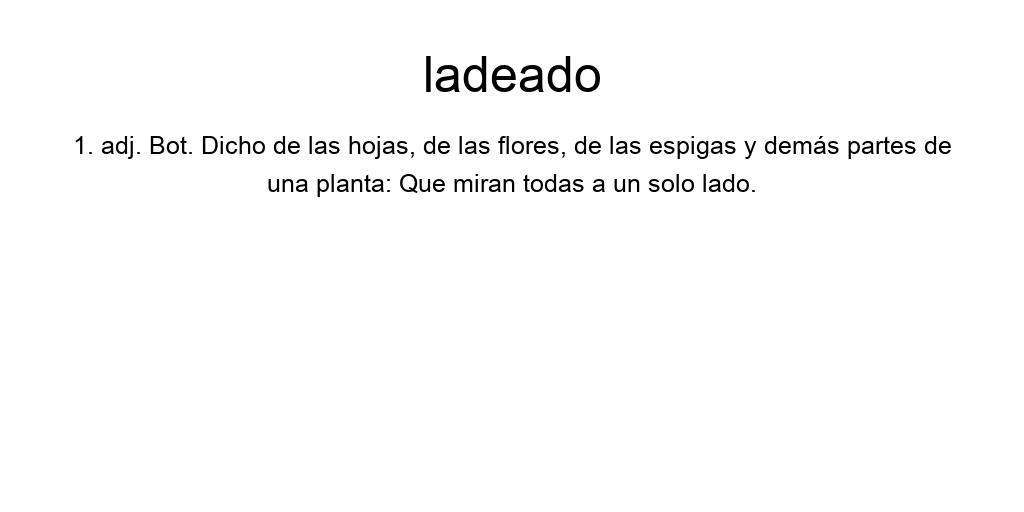 ladeado
1. adj. Bot. Dicho de las hojas, de las flores, de las espigas y demás partes de
una planta: Que miran todas a un solo lado.